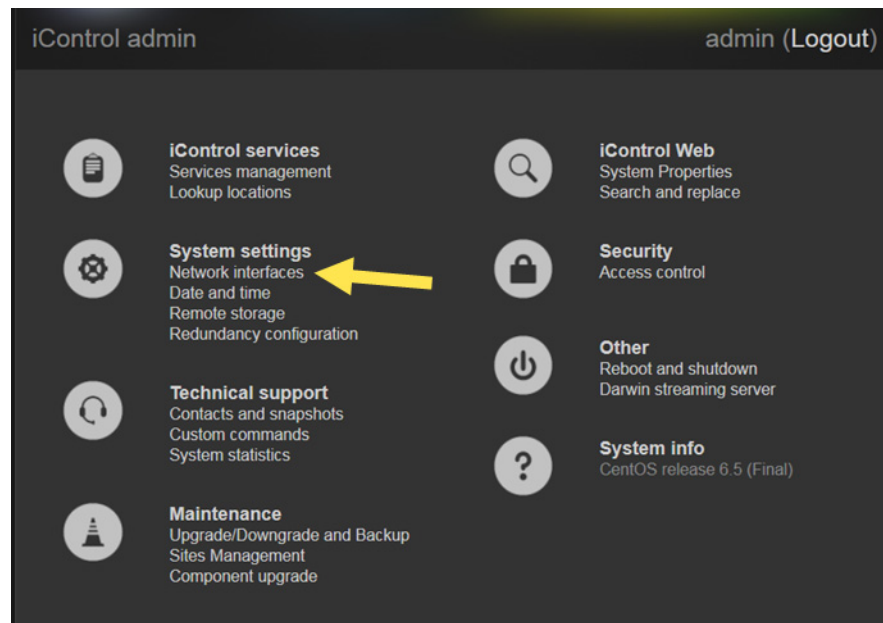 iControl admin
admin (Logout)
iControl services
Services management
Lookup locations
System settings
Network interfaces
Date and time
Remote storage
Redundancy configuration
Technical support
Contacts and snapshots
Custom commands
System statistics
Maintenance
Upgrade/Downgrade and Backup
Sites Management
Component upgrade
iControl Web
System Properties
Search and replace
Security
Access control
Other
Reboot and shutdown
Darwin streaming server
System info
CentOS release 6.5 (Final)